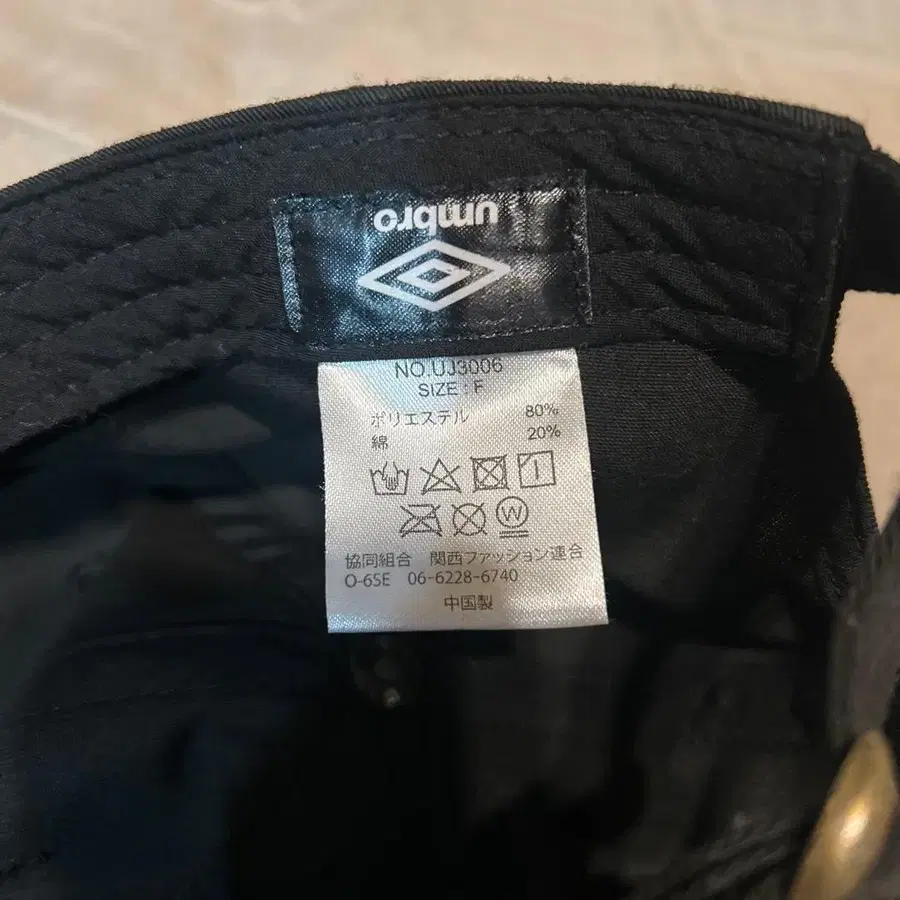 umbro
NO.UJ3006
SIZE : F
ポリエステル 80%
綿 20%
W
協同組合 関西ファッション連合
O-65E 06-6228-6740
中国製